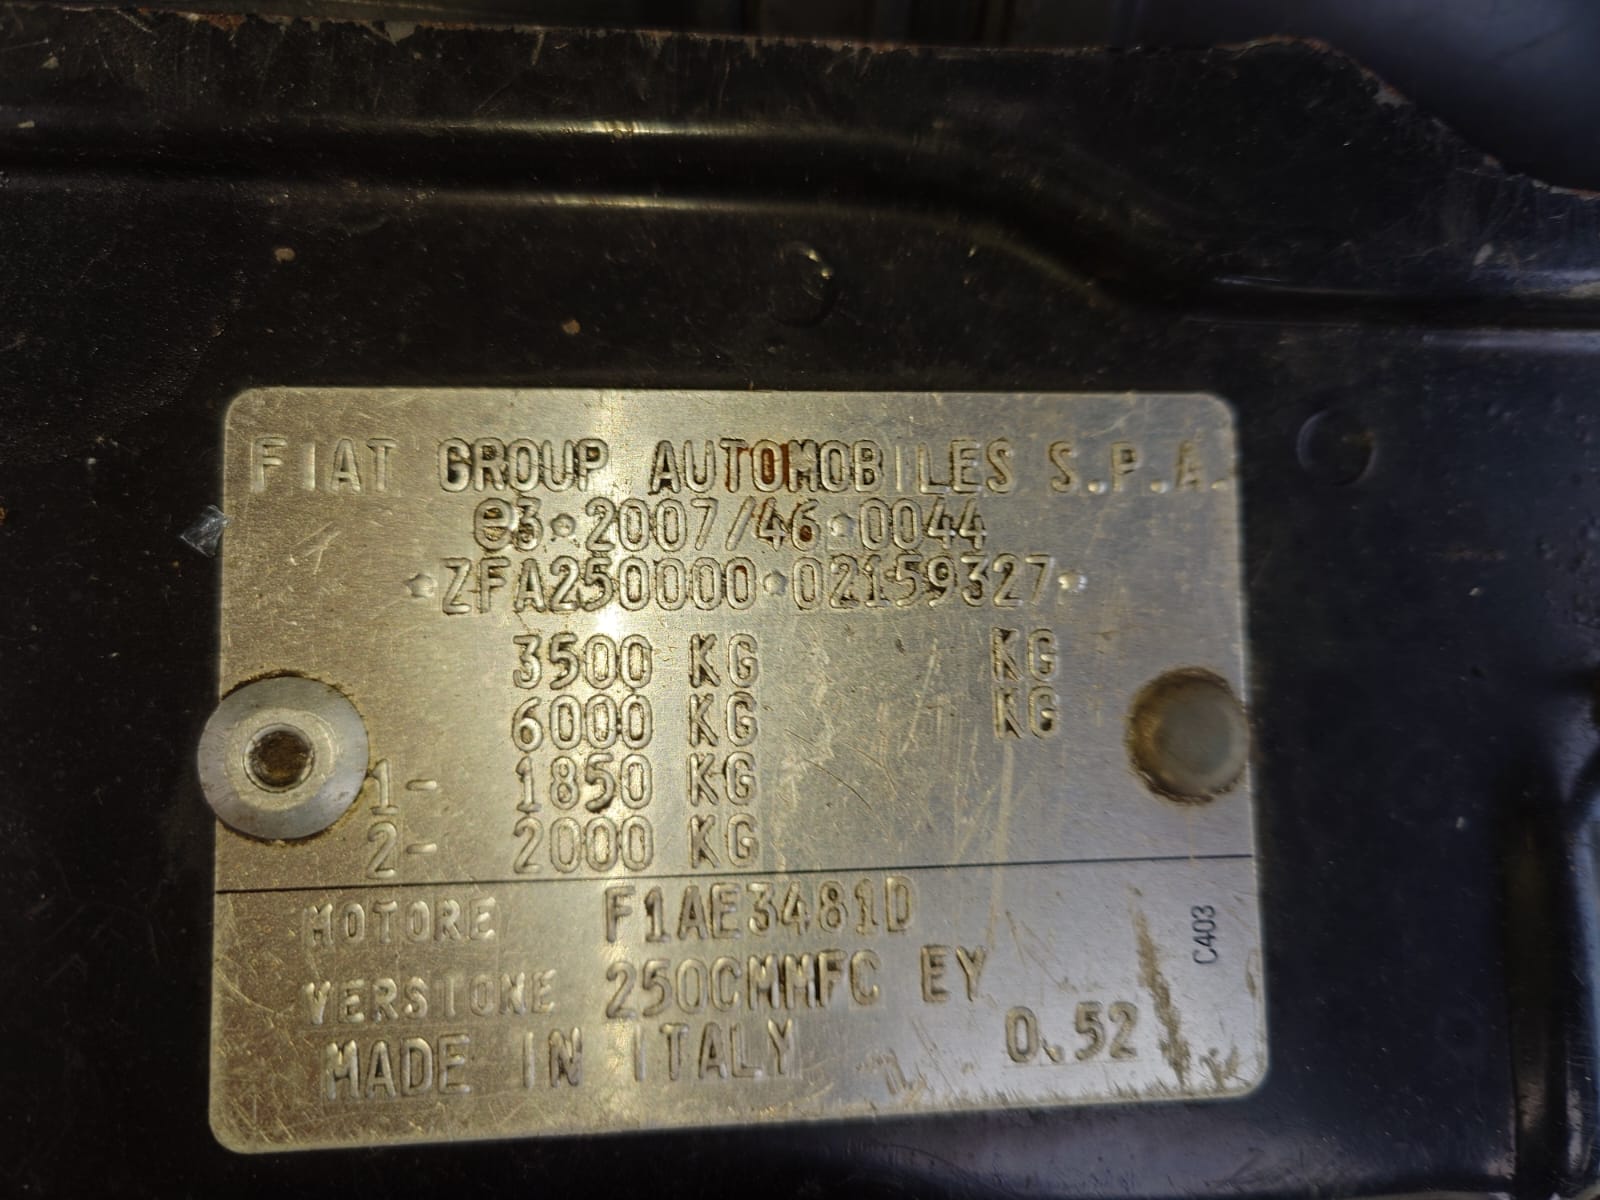 FIAT GROUP AUTOMOBILES S.P.A.
e3*2007/46*0044
*ZFA250000*02159327*
3500 KG KG
6000 KG KG
1- 1850 KG
2- 2000 KG
MOTORE F1AE3481D
VERSIONE 250CMMFC EY
MADE IN ITALY 0.52
C403